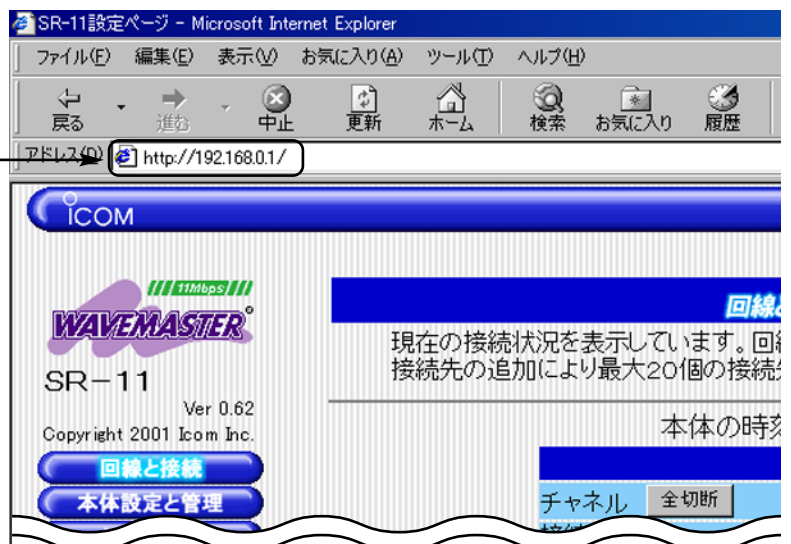 SR-11設定ページ - Microsoft Internet Explorer
ファイル(F) 編集(E) 表示(V) お気に入り(A) ツール(T) ヘルプ(H)
戻る 進む 中止 更新 ホーム 検索 お気に入り 履歴
アドレス(D) http://192.168.0.1/
ICOM
11Mbps
WAVEMASTER
SR-11
Ver 0.62
Copyright 2001 Icom Inc.
回線と接続
本体設定と管理
回線
現在の接続状況を表示しています。回
接続先の追加により最大20個の接続
本体の時
チャネル 全切断